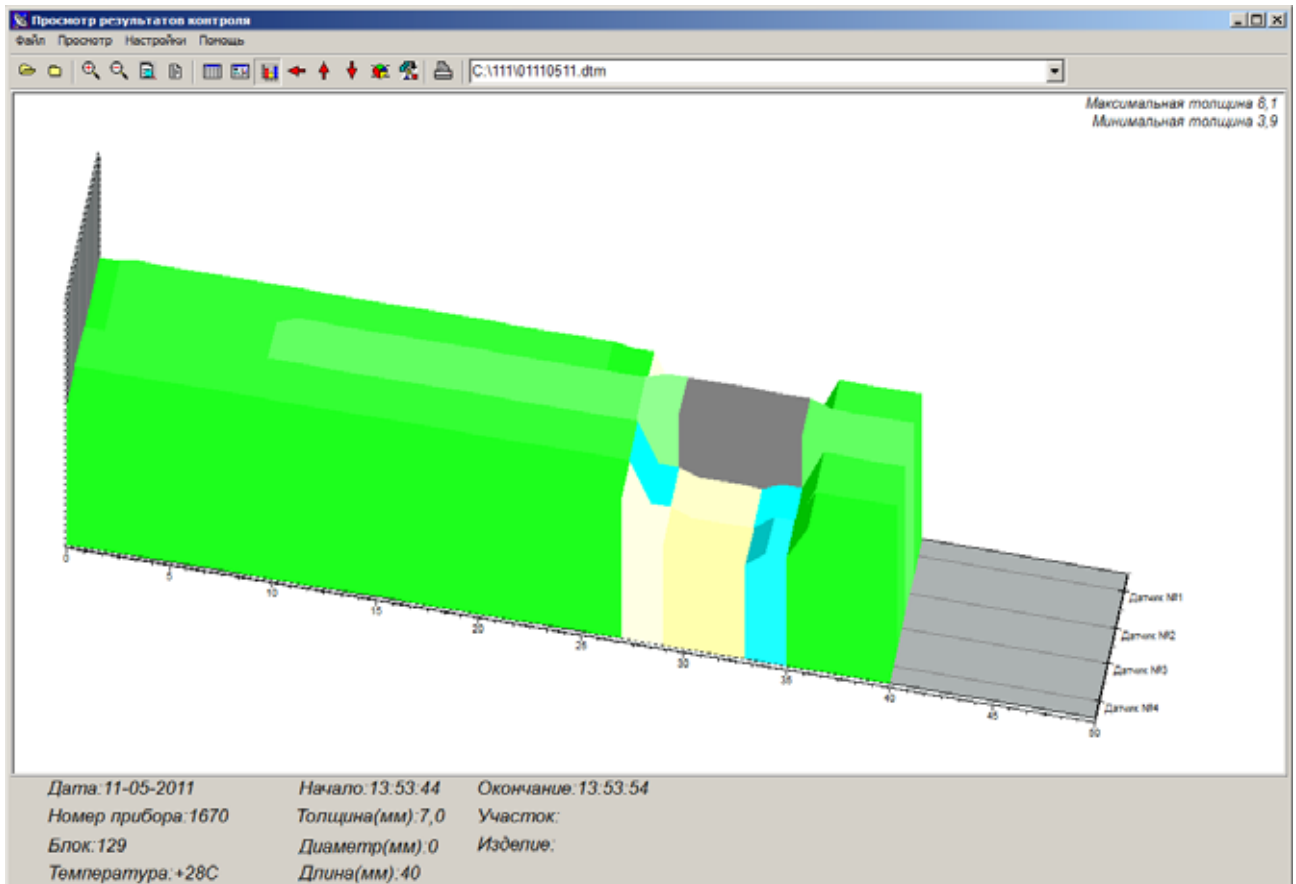 Просмотр результатов контроля
Файл Просмотр Настройки Помощь
C:\111\01110511.dtm
Максимальная толщина 8,1
Минимальная толщина 3,9
0
5
10
15
20
25
30
35
40
45
50
Датчик №1
Датчик №2
Датчик №3
Датчик №4
Дата:11-05-2011 Начало:13:53:44 Окончание:13:53:54
Номер прибора:1670 Толщина(мм):7,0 Участок:
Блок:129 Диаметр(мм):0 Изделие:
Температура:+28C Длина(мм):40